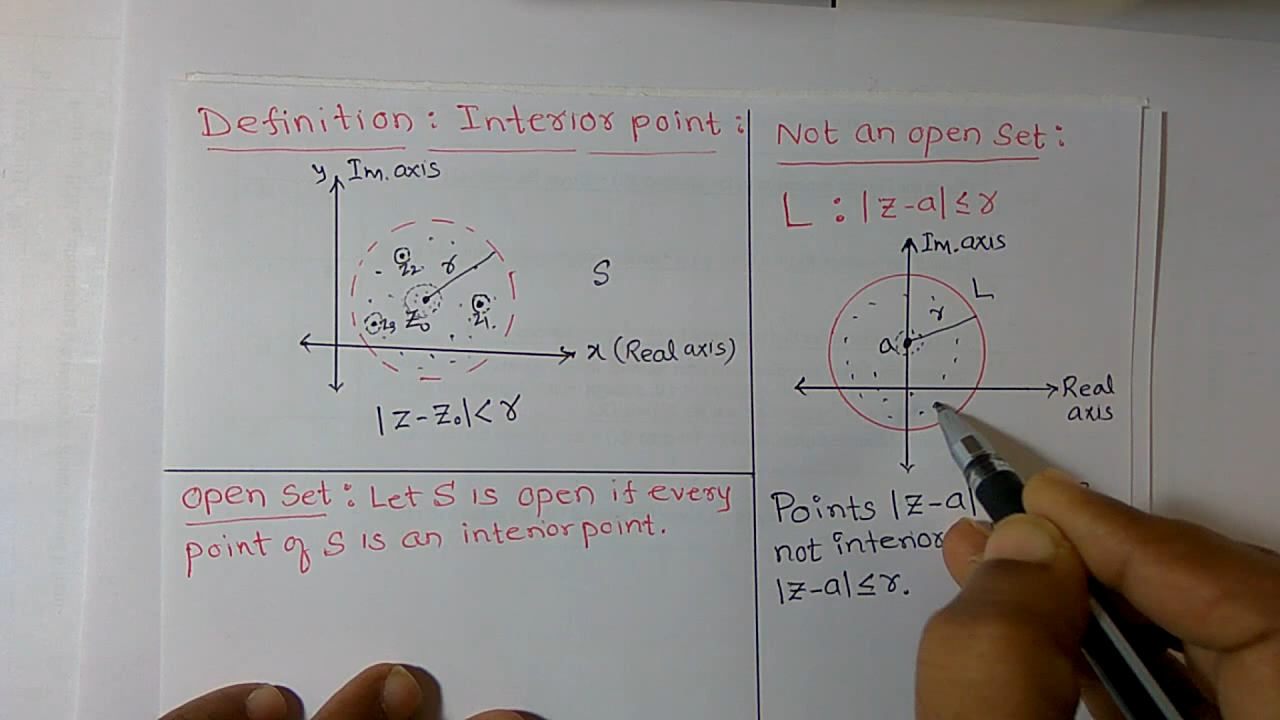 Definition: Interior point:
y Im. axis
z2 r
z3 z0 z1.
S
x (Real axis)
|z-z0|<r
Open Set: Let S is open if every
point of S is an interior point.
Not an open Set:
L : |z-a|≤r
Im. axis
L
r
a
Real
axis
Points |z-a|
not interior
|z-a|≤r.